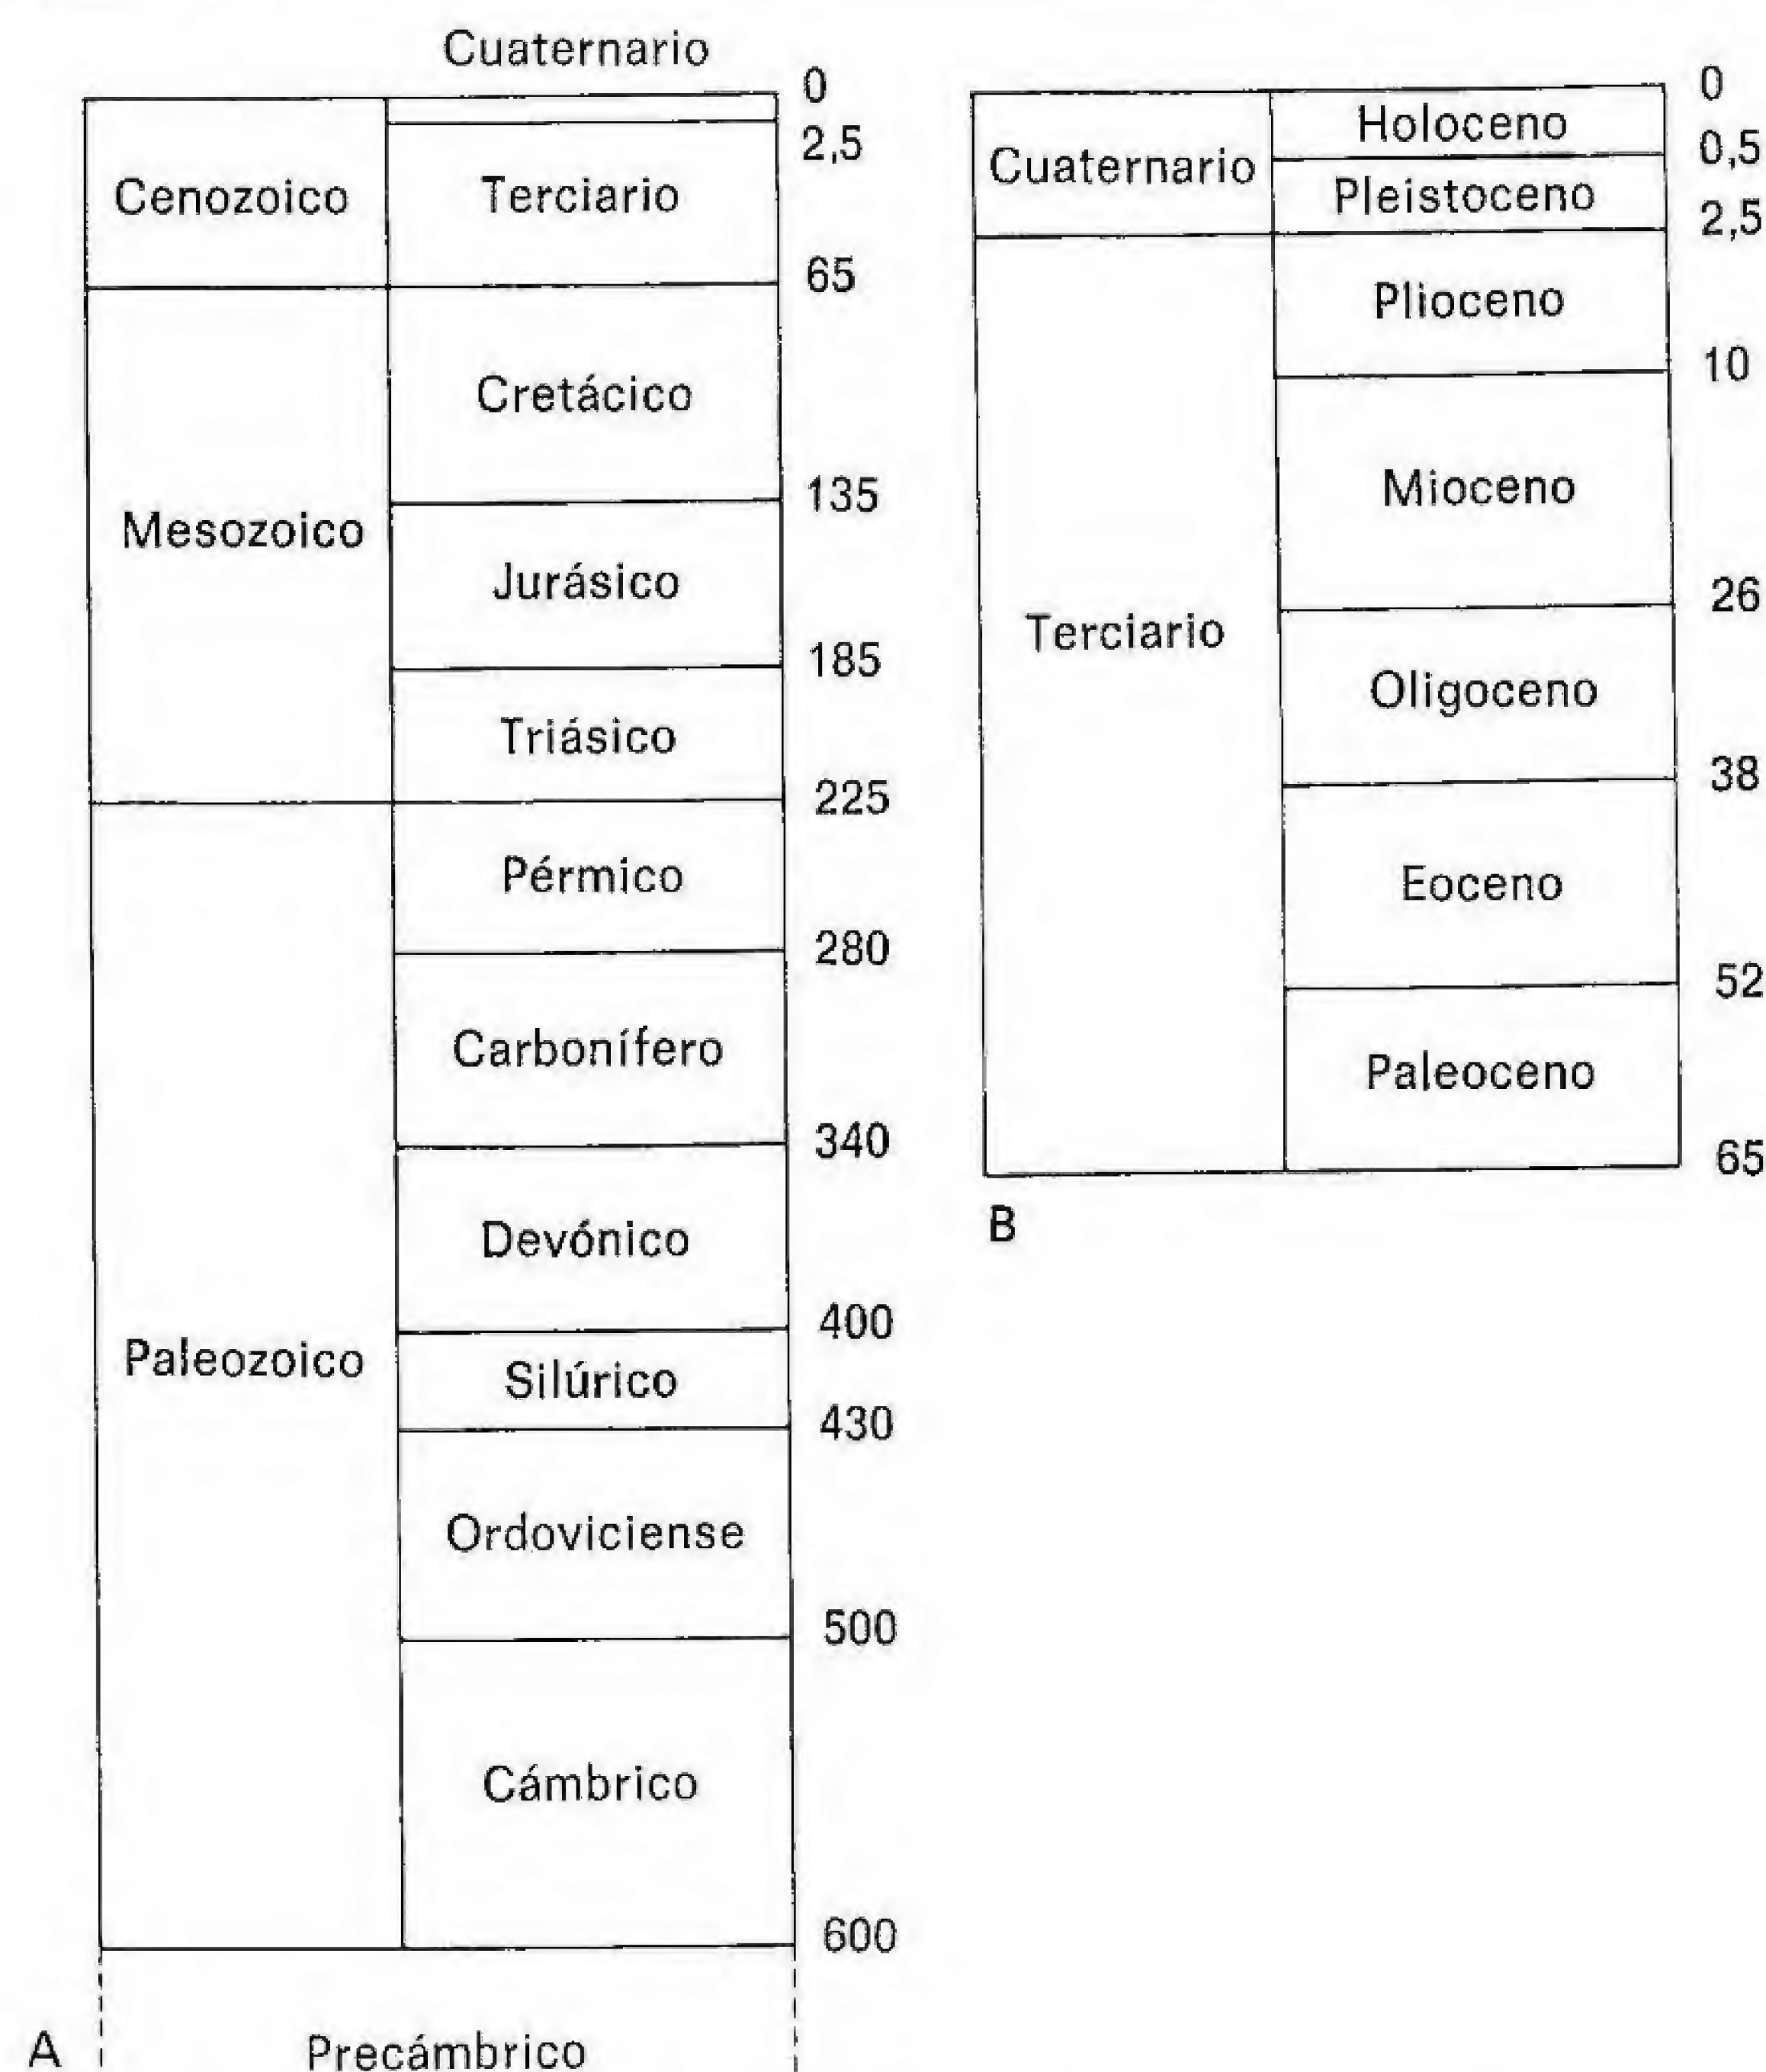 Cuaternario
0
2,5
Cenozoico
Terciario
65
Cretácico
135
Mesozoico
Jurásico
185
Triásico
225
Pérmico
280
Carbonífero
340
Devónico
400
Paleozoico
Silúrico
430
Ordoviciense
500
Cámbrico
600
A
Precámbrico
0
Holoceno
0,5
Cuaternario
Pleistoceno
2,5
Plioceno
10
Mioceno
26
Terciario
Oligoceno
38
Eoceno
52
Paleoceno
65
B